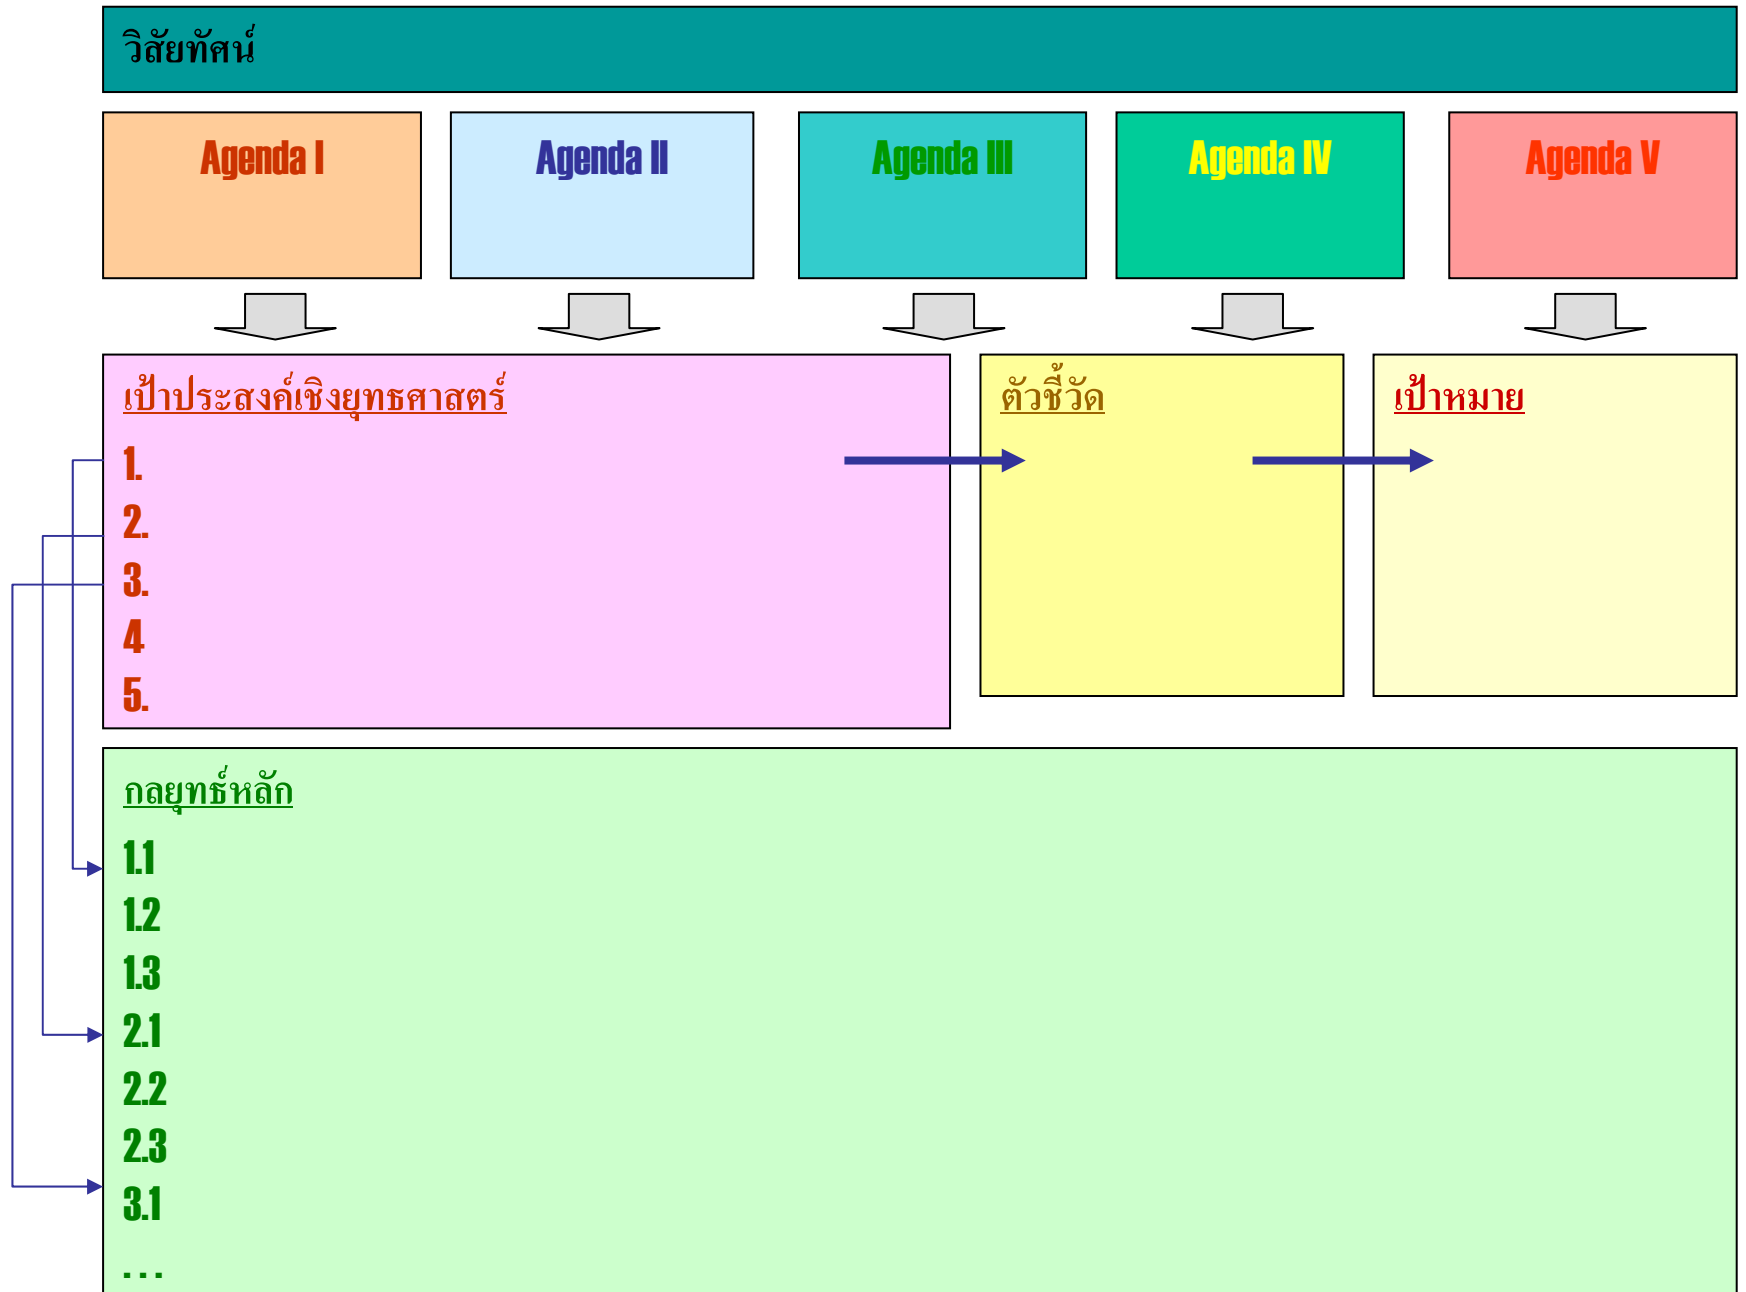 วิสัยทัศน์
Agenda I
Agenda II
Agenda III
Agenda IV
Agenda V
เป้าประสงค์เชิงยุทธศาสตร์
1.
2.
3.
4
5.
ตัวชี้วัด
เป้าหมาย
กลยุทธ์หลัก
1.1
1.2
1.3
2.1
2.2
2.3
3.1
...